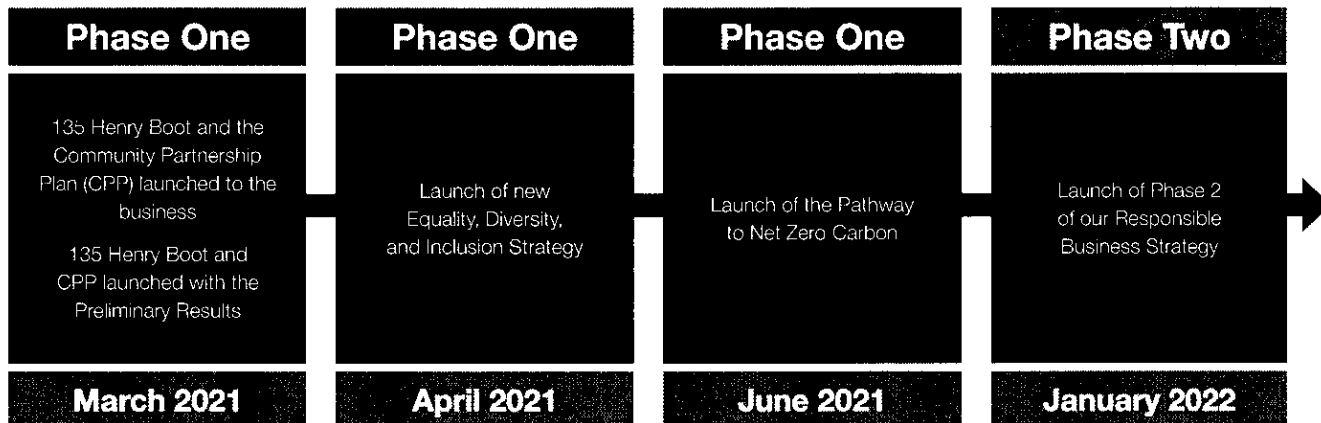 Phase One
135 Henry Boot and the
Community Partnership
Plan (CPP) launched to the
business
135 Henry Boot and
CPP launched with the
Preliminary Results
March 2021
Phase One
Launch of new
Equality, Diversity,
and Inclusion Strategy
April 2021
Phase One
Launch of the Pathway
to Net Zero Carbon
June 2021
Phase Two
Launch of Phase 2
of our Responsible
Business Strategy
January 2022